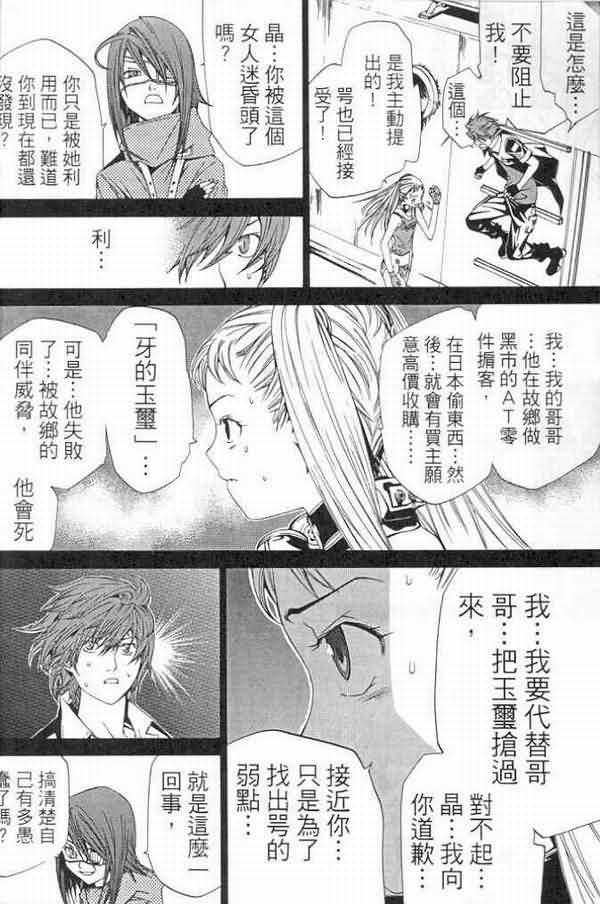 這是怎麼…
不要阻止
我！
這個…
是我主動提
出的！
咢也已經接
受了！
晶…你被這個
女人迷昏頭了
嗎？
你只是被她利
用而已，難道
你到現在都還
沒發現？
利…
我…我的哥哥
…他在故鄉做
黑市的AT零
件掮客，
在日本偷東西…然
後…就會有買主願
意高價收購……
「牙的玉璽」…
可是…他失敗
了…被故鄉的
同伴威脅，
他會死
我…我要代替哥
哥…把玉璽搶過
來，
對不起…
晶…我向
你道歉…
接近你…
只是為了
找出咢的
弱點…
就是這麼一
回事，
搞清楚自
己有多愚
蠢了嗎？